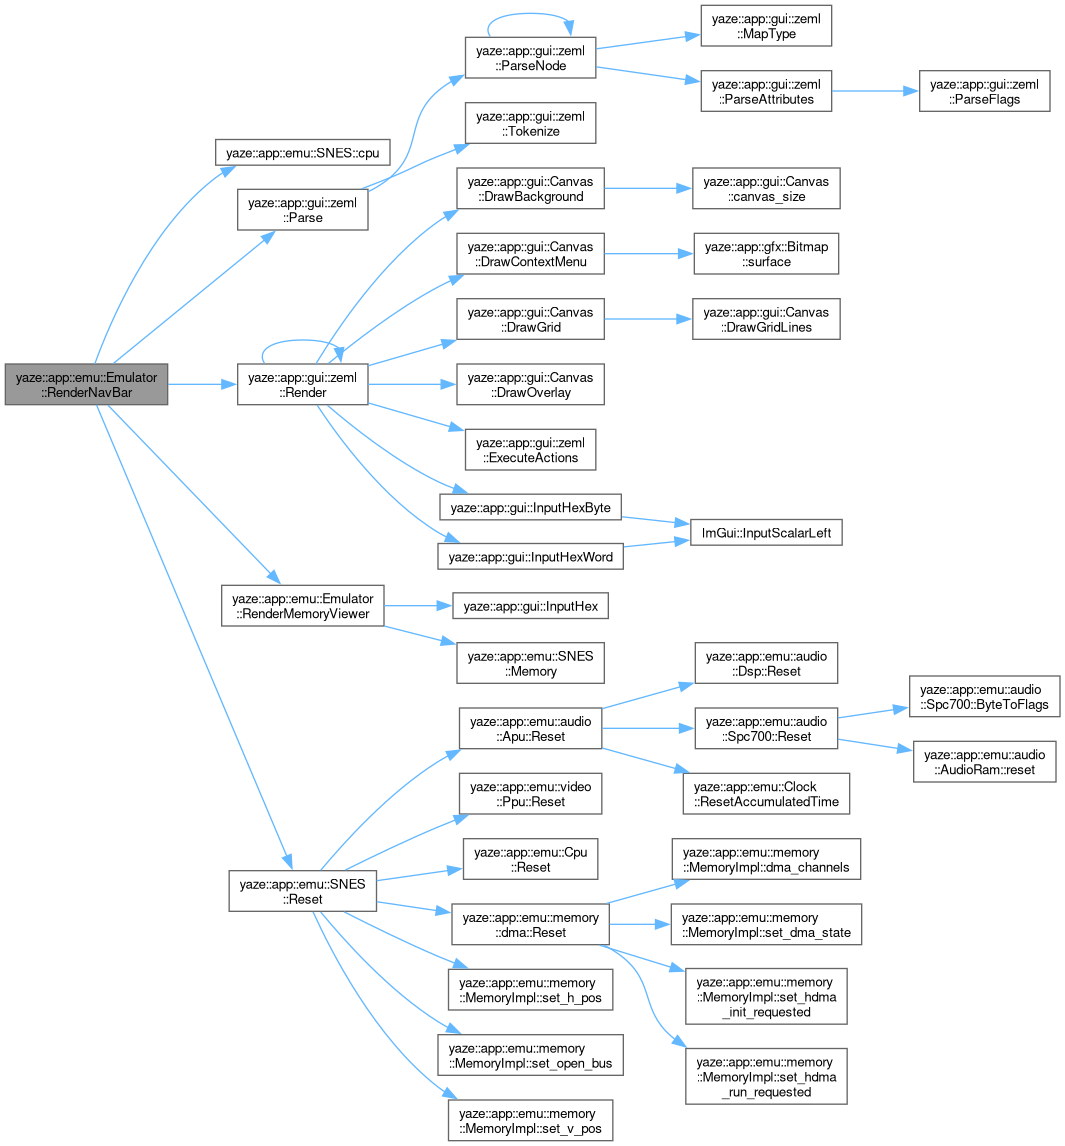 yaze::app::gui::zeml
::MapType
yaze::app::gui::zeml
::ParseNode
yaze::app::gui::zeml
::ParseAttributes
yaze::app::gui::zeml
::ParseFlags
yaze::app::gui::zeml
::Tokenize
yaze::app::emu::SNES::cpu
yaze::app::gui::zeml
::Parse
yaze::app::gui::Canvas
::DrawBackground
yaze::app::gui::Canvas
::canvas_size
yaze::app::gui::Canvas
::DrawContextMenu
yaze::app::gfx::Bitmap
::surface
yaze::app::gui::Canvas
::DrawGrid
yaze::app::gui::Canvas
::DrawGridLines
yaze::app::emu::Emulator
::RenderNavBar
yaze::app::gui::zeml
::Render
yaze::app::gui::Canvas
::DrawOverlay
yaze::app::gui::zeml
::ExecuteActions
yaze::app::gui::InputHexByte
ImGui::InputScalarLeft
yaze::app::gui::InputHexWord
yaze::app::emu::Emulator
::RenderMemoryViewer
yaze::app::gui::InputHex
yaze::app::emu::SNES
::Memory
yaze::app::emu::audio
::Dsp::Reset
yaze::app::emu::audio
::Apu::Reset
yaze::app::emu::audio
::Spc700::Reset
yaze::app::emu::audio
::Spc700::ByteToFlags
yaze::app::emu::audio
::AudioRam::reset
yaze::app::emu::Clock
::ResetAccumulatedTime
yaze::app::emu::video
::Ppu::Reset
yaze::app::emu::Cpu
::Reset
yaze::app::emu::SNES
::Reset
yaze::app::emu::memory
::MemoryImpl::dma_channels
yaze::app::emu::memory
::dma::Reset
yaze::app::emu::memory
::MemoryImpl::set_dma_state
yaze::app::emu::memory
::MemoryImpl::set_h_pos
yaze::app::emu::memory
::MemoryImpl::set_hdma
_init_requested
yaze::app::emu::memory
::MemoryImpl::set_open_bus
yaze::app::emu::memory
::MemoryImpl::set_hdma
_run_requested
yaze::app::emu::memory
::MemoryImpl::set_v_pos